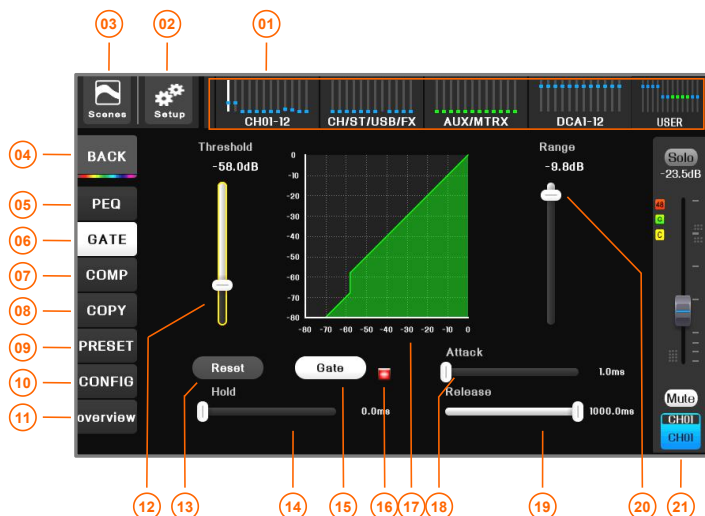 03 02 01
Scenes Setup CH01-12 CH/ST/USB/FX AUX/MTRX DCA1-12 USER
04 BACK Threshold Range Solo
-58.0dB -9.8dB -23.5dB
05 PEQ
06 GATE
07 COMP
08 COPY
09 PRESET
10 CONFIG
11 overview
0
-10
-20
-30
-40
-50
-60
-70
-80
-80 -70 -60 -50 -40 -30 -20 -10 0
48
G
C
Reset Gate Attack
1.0ms
Hold Release
0.0ms 1000.0ms
Mute
CH01
CH01
12 13 14 15 16 17 18 19 20 21